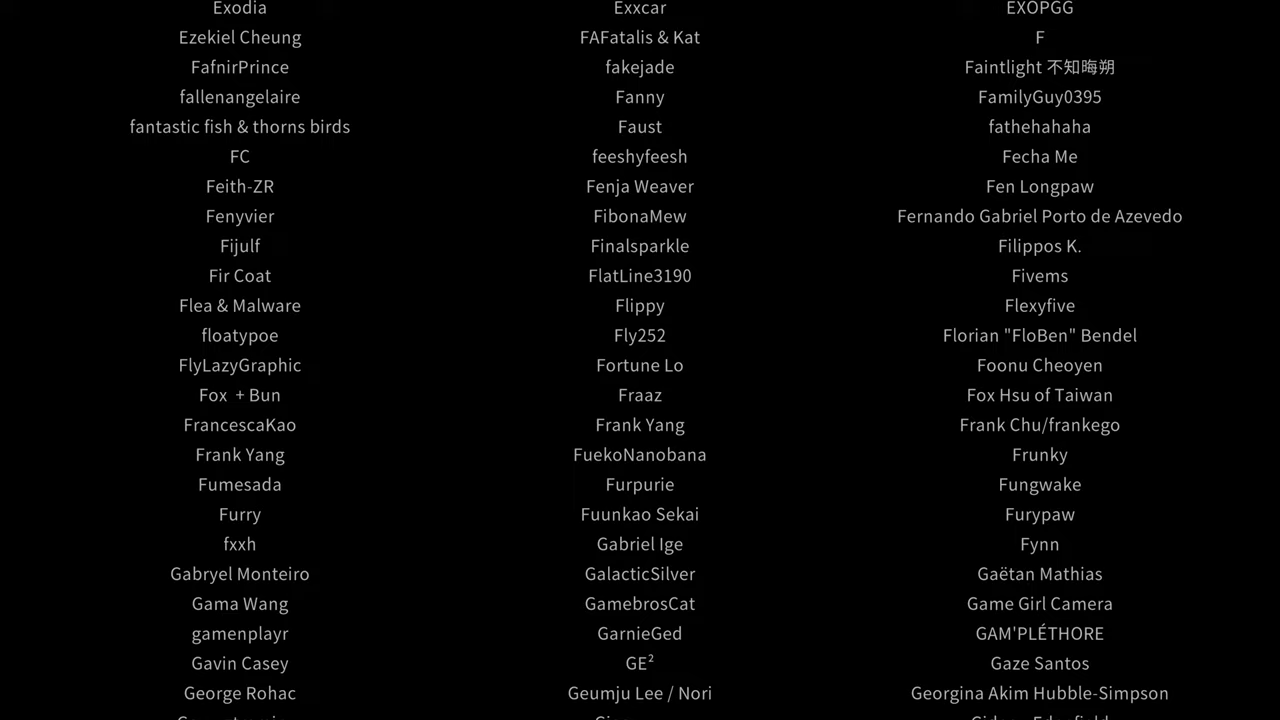 Exodia Exxcar EXOPGG
Ezekiel Cheung FAFatalis & Kat F
FafnirPrince fakejade Faintlight 不知晦朔
fallenangelaire Fanny FamilyGuy0395
fantastic fish & thorns birds Faust fathehahaha
FC feeshyfeesh Fecha Me
Feith-ZR Fenja Weaver Fen Longpaw
Fenyvier FibonaMew Fernando Gabriel Porto de Azevedo
Fijulf Finalsparkle Filippos K.
Fir Coat FlatLine3190 Fivems
Flea & Malware Flippy Flexyfive
floatypoe Fly252 Florian "FloBen" Bendel
FlyLazyGraphic Fortune Lo Foonu Cheoyen
Fox + Bun Fraaz Fox Hsu of Taiwan
FrancescaKao Frank Yang Frank Chu/frankego
Frank Yang FuekoNanobana Frunky
Fumesada Furpurie Fungwake
Furry Fuunkao Sekai Furypaw
fxxh Gabriel Ige Fynn
Gabryel Monteiro GalacticSilver Gaëtan Mathias
Gama Wang GamebrosCat Game Girl Camera
gamenplayr GarnieGed GAM'PLÉTHORE
Gavin Casey GE² Gaze Santos
George Rohac Geumju Lee / Nori Georgina Akim Hubble-Simpson